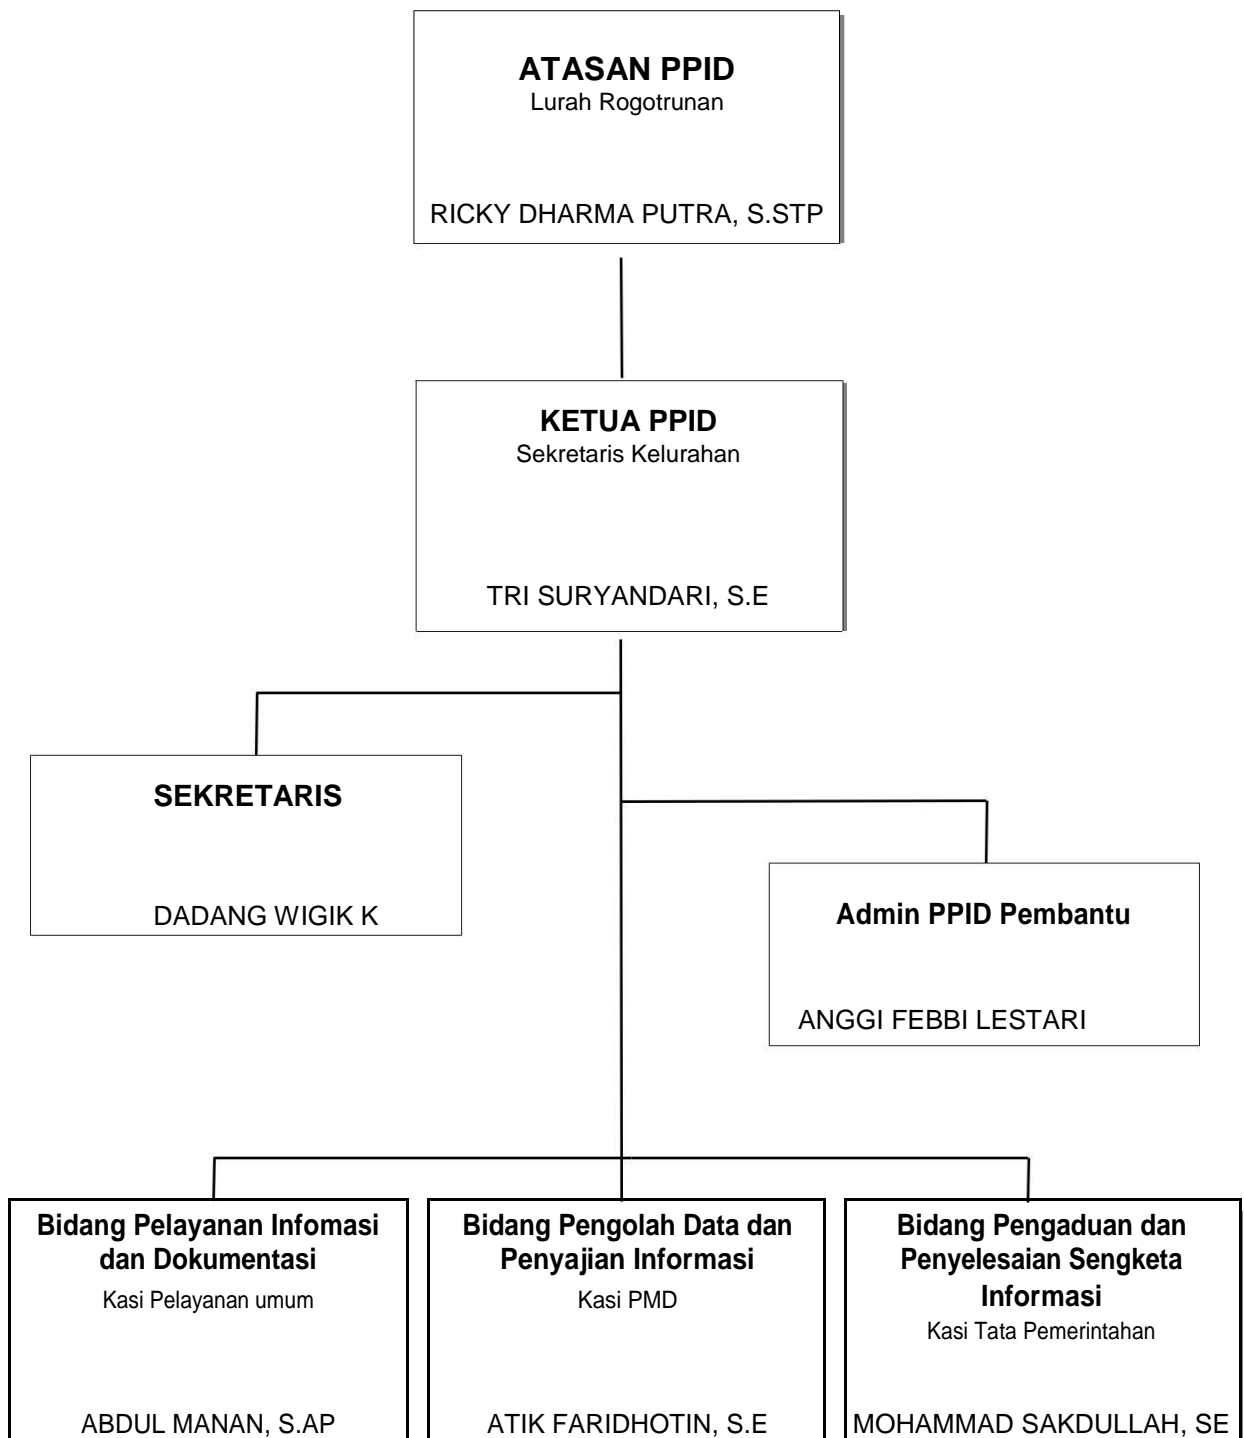 ATASAN PPID
Lurah Rogotrunan
RICKY DHARMA PUTRA, S.STP
KETUA PPID
Sekretaris Kelurahan
TRI SURYANDARI, S.E
SEKRETARIS
DADANG WIGIK K
Admin PPID Pembantu
ANGGI FEBBI LESTARI
Bidang Pelayanan Infomasi
dan Dokumentasi
Kasi Pelayanan umum
ABDUL MANAN, S.AP
Bidang Pengolah Data dan
Penyajian Informasi
Kasi PMD
ATIK FARIDHOTIN, S.E
Bidang Pengaduan dan
Penyelesaian Sengketa
Informasi
Kasi Tata Pemerintahan
MOHAMMAD SAKDULLAH, SE